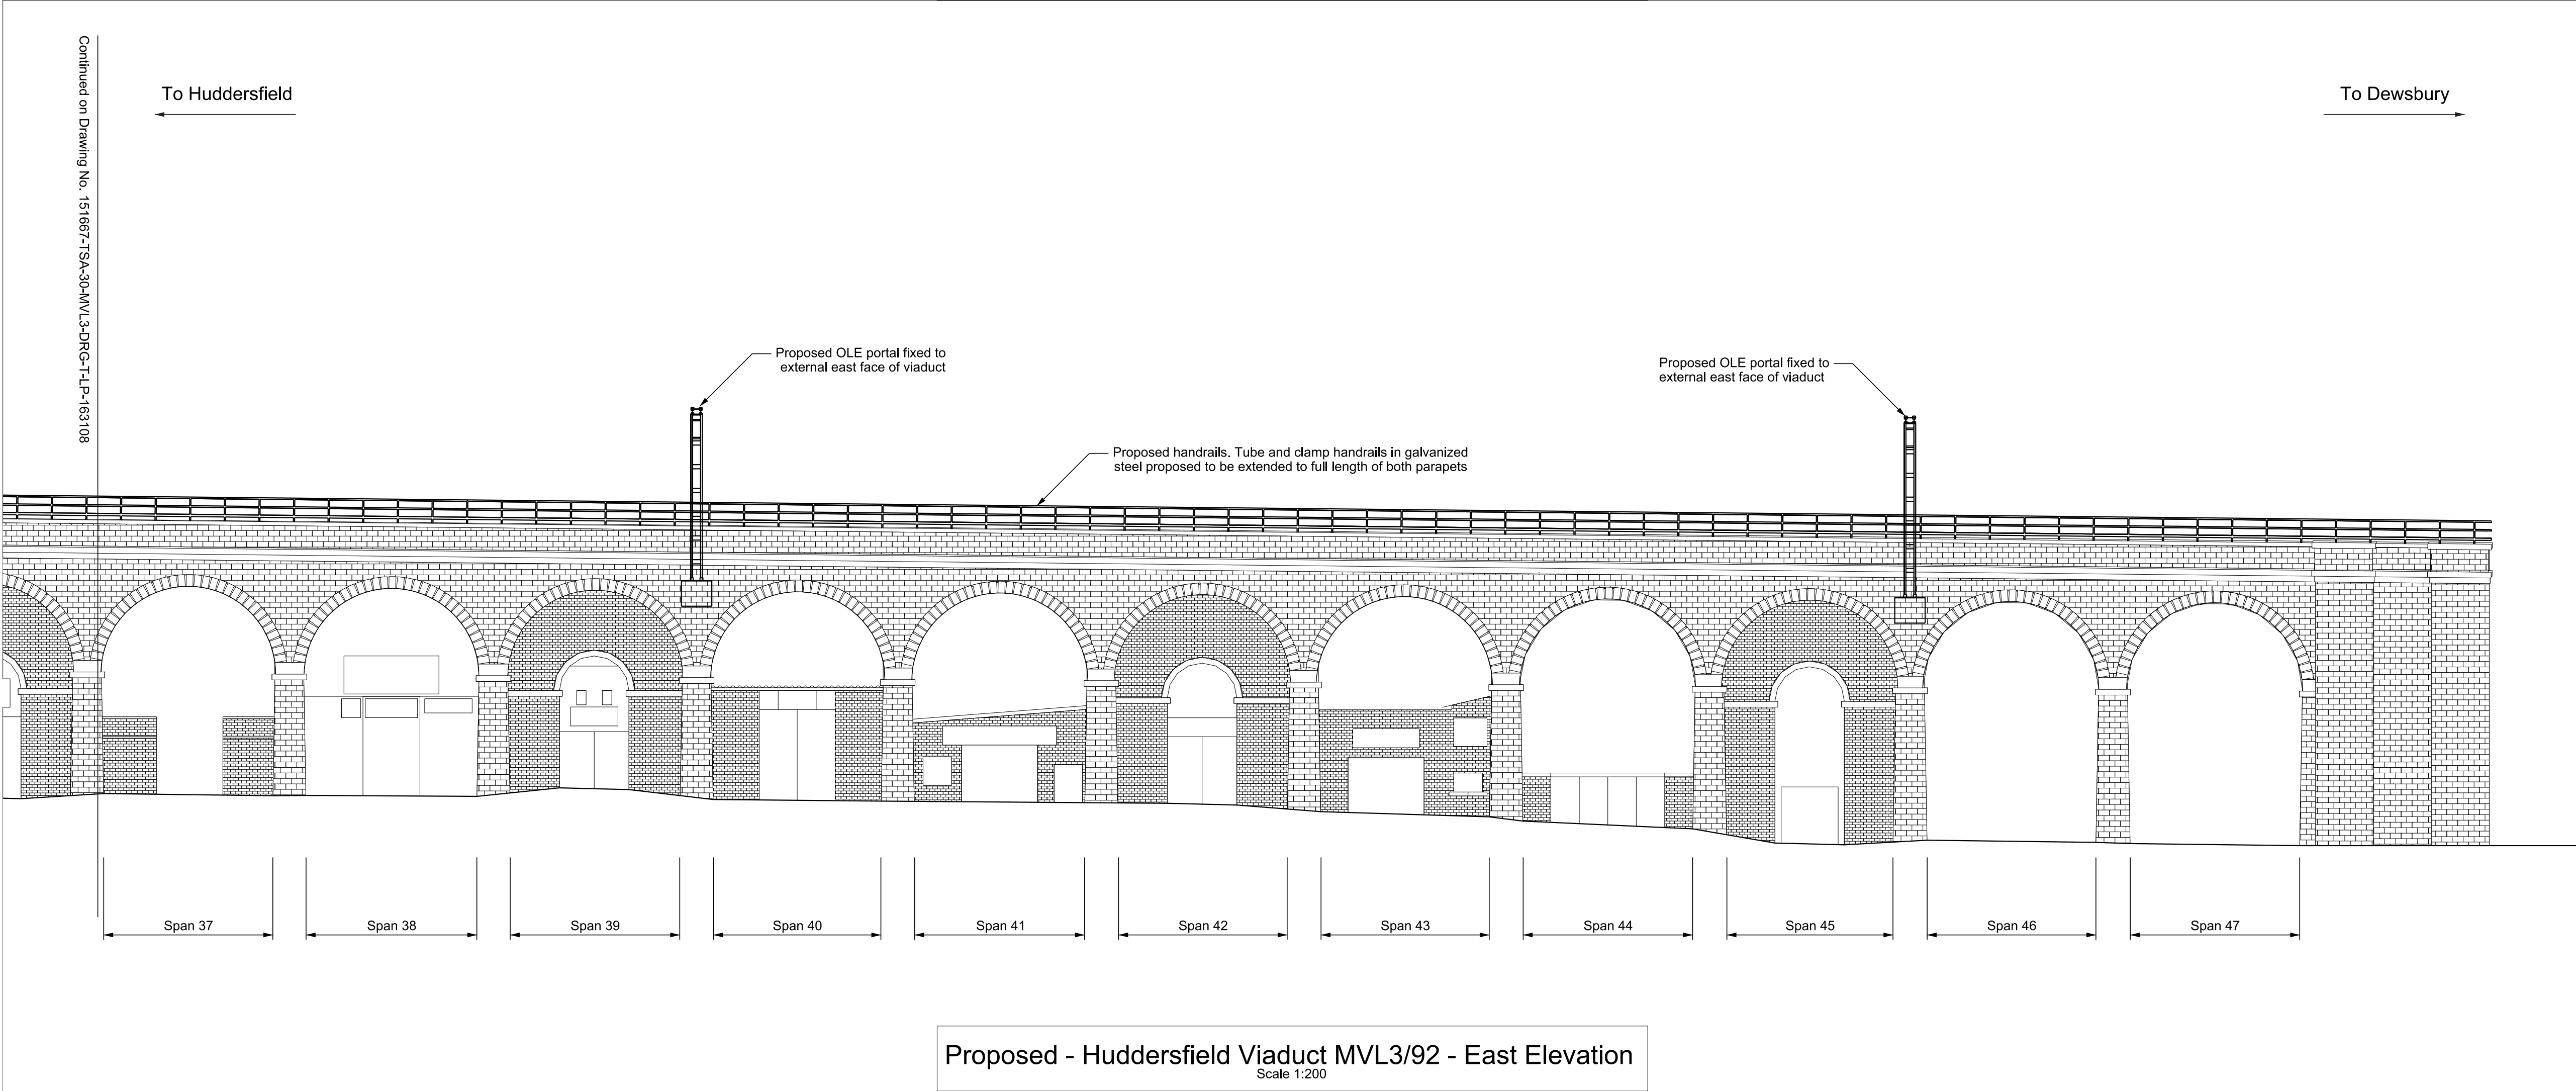 Continued on Drawing No. 151667-TSA-30-MVL3-DRG-T-LP-163108
To Huddersfield
To Dewsbury
Proposed OLE portal fixed to
external east face of viaduct
Proposed OLE portal fixed to
external east face of viaduct
Proposed handrails. Tube and clamp handrails in galvanized
steel proposed to be extended to full length of both parapets
Span 37
Span 38
Span 39
Span 40
Span 41
Span 42
Span 43
Span 44
Span 45
Span 46
Span 47
Proposed - Huddersfield Viaduct MVL3/92 - East Elevation
Scale 1:200